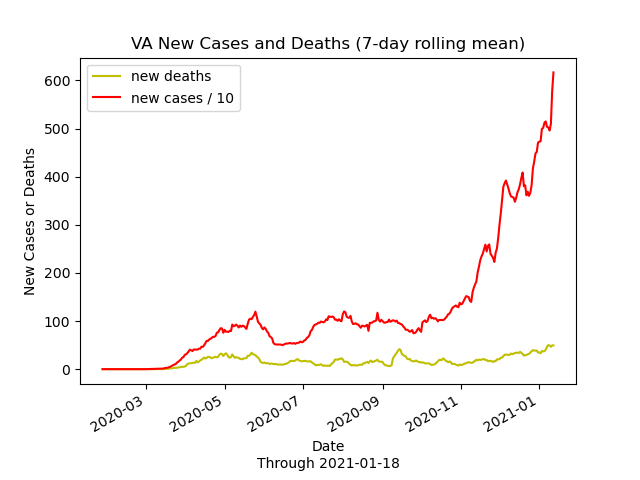 VA New Cases and Deaths (7-day rolling mean)
new deaths
new cases / 10
600
500
400
300
200
100
0
New Cases or Deaths
2020-03
2020-05
2020-07
2020-09
2020-11
2021-01
Date
Through 2021-01-18